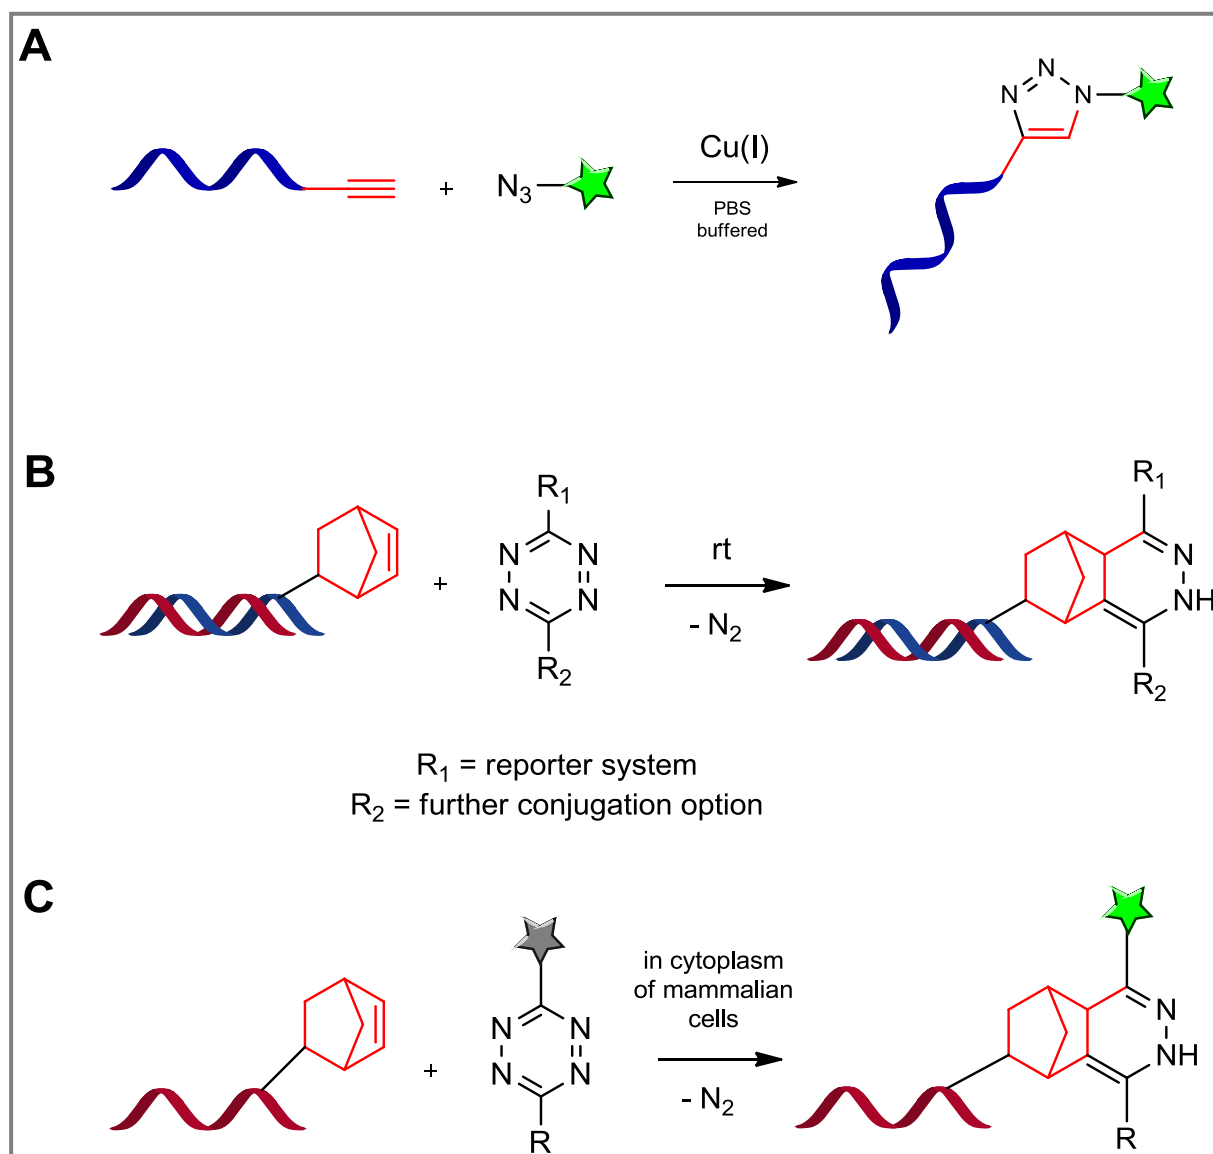 A
N
N
N
Cu(I)
+
N3
PBS
buffered
B
R1
R1
N
N
rt
N
+
N
N
- N2
NH
R2
R2
R1 = reporter system
R2 = further conjugation option
C
in cytoplasm
of mammalian
cells
N
N
N
+
N
N
- N2
NH
R
R